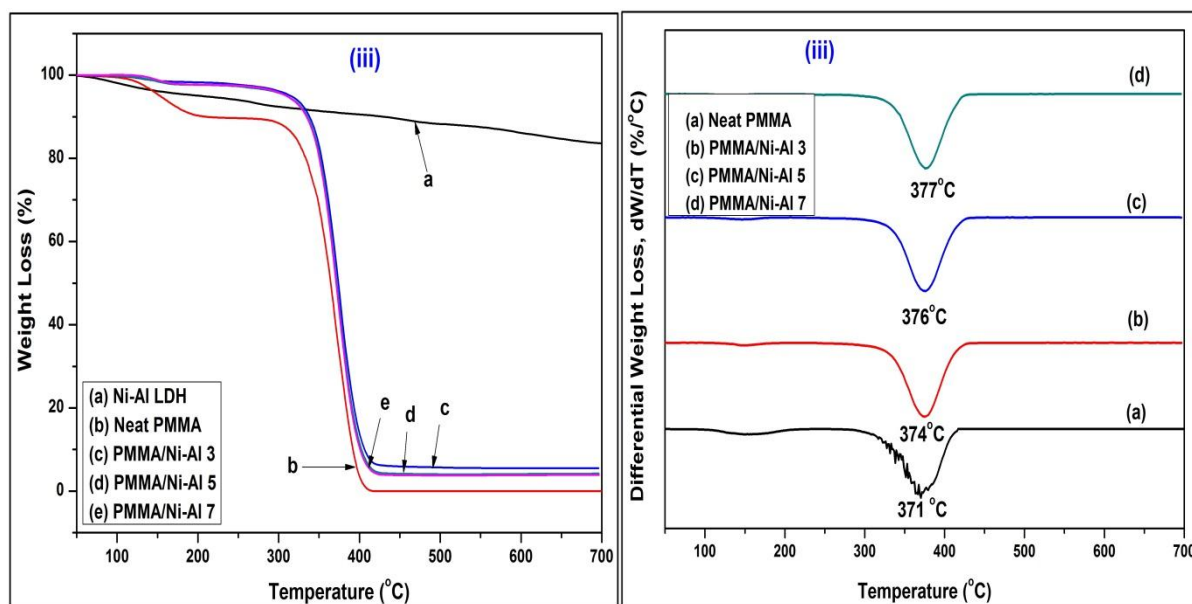 (iii)
100
80
60
40
20
0
Weight Loss (%)
a
e
d
c
b
(a) Ni-Al LDH
(b) Neat PMMA
(c) PMMA/Ni-Al 3
(d) PMMA/Ni-Al 5
(e) PMMA/Ni-Al 7
100 200 300 400 500 600 700
Temperature (°C)
(iii)
Differential Weight Loss, dW/dT (%/°C)
(a) Neat PMMA
(b) PMMA/Ni-Al 3
(c) PMMA/Ni-Al 5
(d) PMMA/Ni-Al 7
(d)
377°C
(c)
376°C
(b)
374°C
(a)
371 °C
100 200 300 400 500 600 700
Temperature (°C)